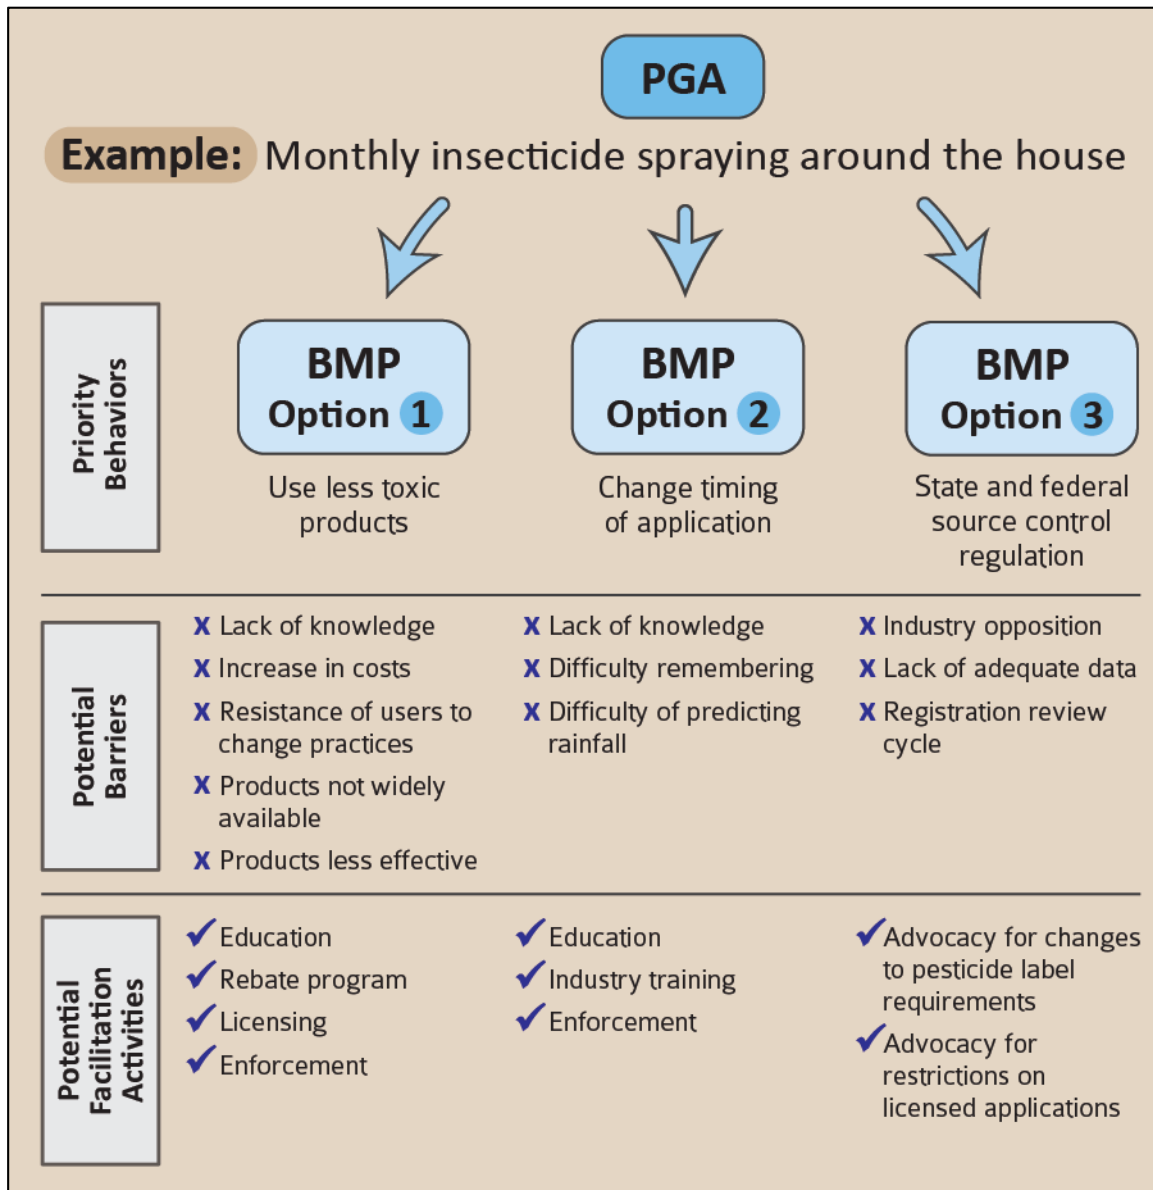 PGA
Example: Monthly insecticide spraying around the house
Priority
Behaviors
BMP
Option 1
Use less toxic
products
BMP
Option 2
Change timing
of application
BMP
Option 3
State and federal
source control
regulation
Potential
Barriers
X Lack of knowledge
X Increase in costs
X Resistance of users to
change practices
X Products not widely
available
X Products less effective
X Lack of knowledge
X Difficulty remembering
X Difficulty of predicting
rainfall
X Industry opposition
X Lack of adequate data
X Registration review
cycle
Potential
Facilitation
Activities
✓ Education
✓ Rebate program
✓ Licensing
✓ Enforcement
✓ Education
✓ Industry training
✓ Enforcement
✓ Advocacy for changes
to pesticide label
requirements
✓ Advocacy for
restrictions on
licensed applications